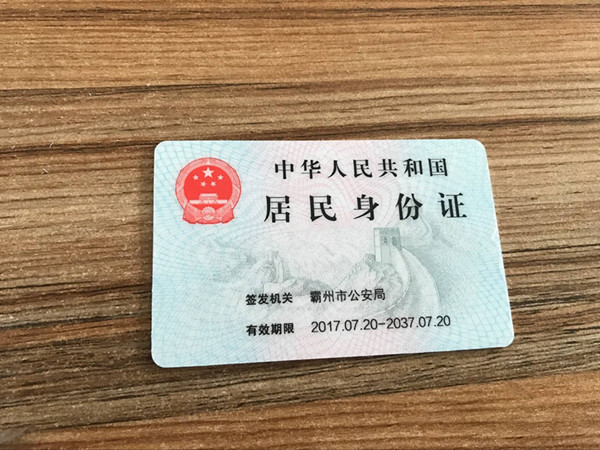 中华人民共和国
居民身份证
签发机关 霸州市公安局
有效期限 2017.07.20-2037.07.20